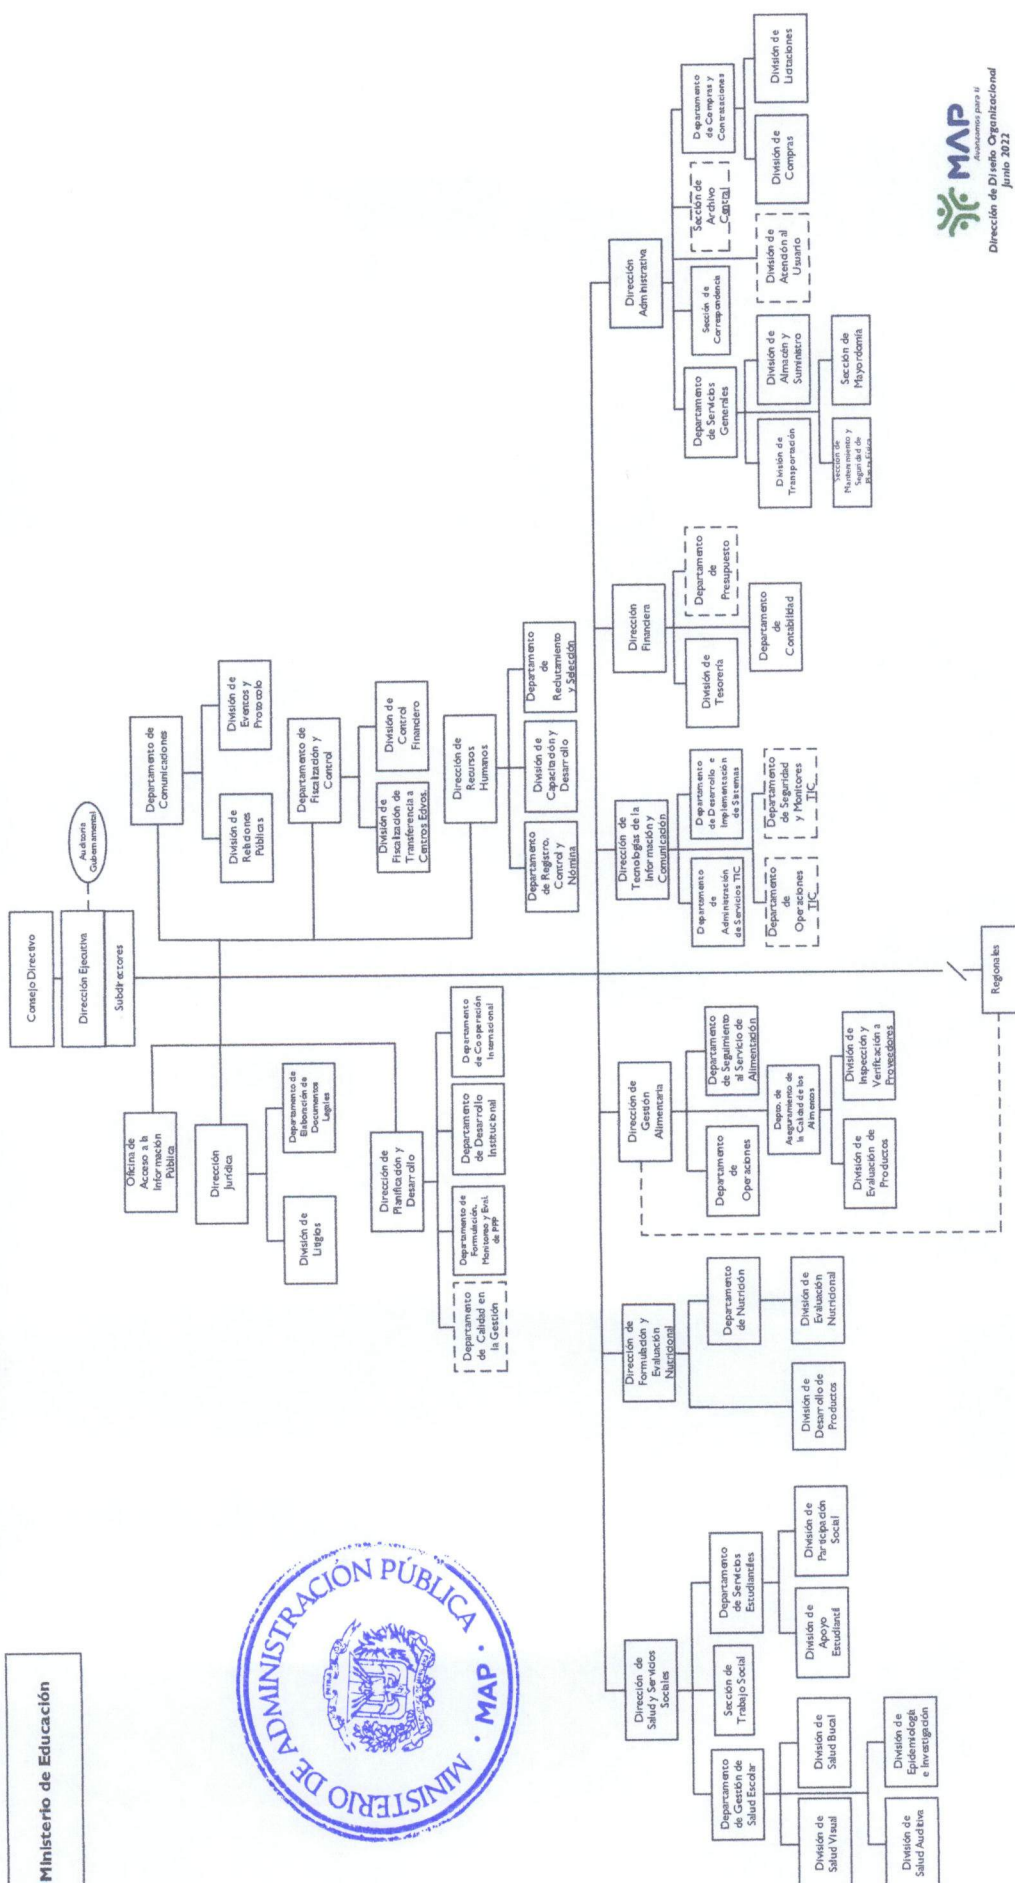 Ministerio de Educación
Consejo Directivo
Dirección Ejecutiva
Auditoría
Gubernamental
Subdirectores
Oficina de
Acceso a la
Información
Pública
Departamento de
Comunicaciones
División de
Relaciones
Públicas
División de
Eventos y
Protocolo
Dirección
Jurídica
División de
Litigios
Departamento de
Elaboración de
Documentos
Legales
Departamento de
Fiscalización y
Control
División de
Fiscalización de
Transferencia a
Centros Edvos.
División de
Control
Financiero
Dirección de
Planificación y
Desarrollo
Departamento
de Calidad en
la Gestión
Departamento de
Formulación,
Monitoreo y Eval.
de PPP
Departamento
de Desarrollo
Institucional
Departamento
de Cooperación
Internacional
Dirección de
Recursos
Humanos
Departamento
de Registro,
Control y
Nómina
División de
Capacitación y
Desarrollo
Departamento
de
Reclutamiento
y Selección
Dirección de
Salud y Servicios
Sociales
Departamento
de Gestión de
Salud Escolar
Sección de
Trabajo Social
Departamento
de Servicios
Estudiantiles
División de
Salud Visual
División de
Salud Bucal
División de
Apoyo
Estudiantil
División de
Participación
Social
División de
Salud Auditiva
División de
Epidemiología
e Investigación
Dirección de
Formulación y
Evaluación
Nutricional
Departamento
de Nutrición
División de
Desarrollo de
Productos
División de
Evaluación
Nutricional
Dirección de
Gestión
Alimentaria
Departamento
de
Operaciones
Departamento
de Seguimiento
al Servicio de
Alimentación
Depto. de
Aseguramiento de
la Calidad de los
Alimentos
División de
Evaluación de
Productos
División de
Inspección y
Verificación a
Proveedores
Dirección de
Tecnologías de la
Información y
Comunicación
Departamento
de
Administración
de Servicios TIC
Departamento
de Desarrollo e
Implementación
de Sistemas
Departamento
de
Operaciones
TIC
Departamento
de Seguridad
y Monitoreo
TIC
Dirección
Financiera
División de
Tesorería
Departamento
de
Presupuesto
Departamento
de
Contabilidad
Dirección
Administrativa
Departamento
de Servicios
Generales
Sección de
Correspondencia
Sección de
Archivo
Central
Departamento
de Compras y
Contrataciones
División de
Transportación
División de
Almacén y
Suministro
División de
Atención al
Usuario
División de
Compras
División de
Licitaciones
Sección de
Mantenimiento y
Seguridad de
Planta Física
Sección de
Mayordomía
Regionales
MINISTERIO DE ADMINISTRACIÓN PÚBLICA
· MAP ·
MAP
Avanzamos para ti
Dirección de Diseño Organizacional
Junio 2022